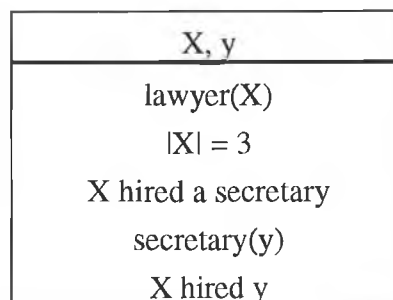 X, y
lawyer(X)
|X| = 3
X hired a secretary
secretary(y)
X hired y